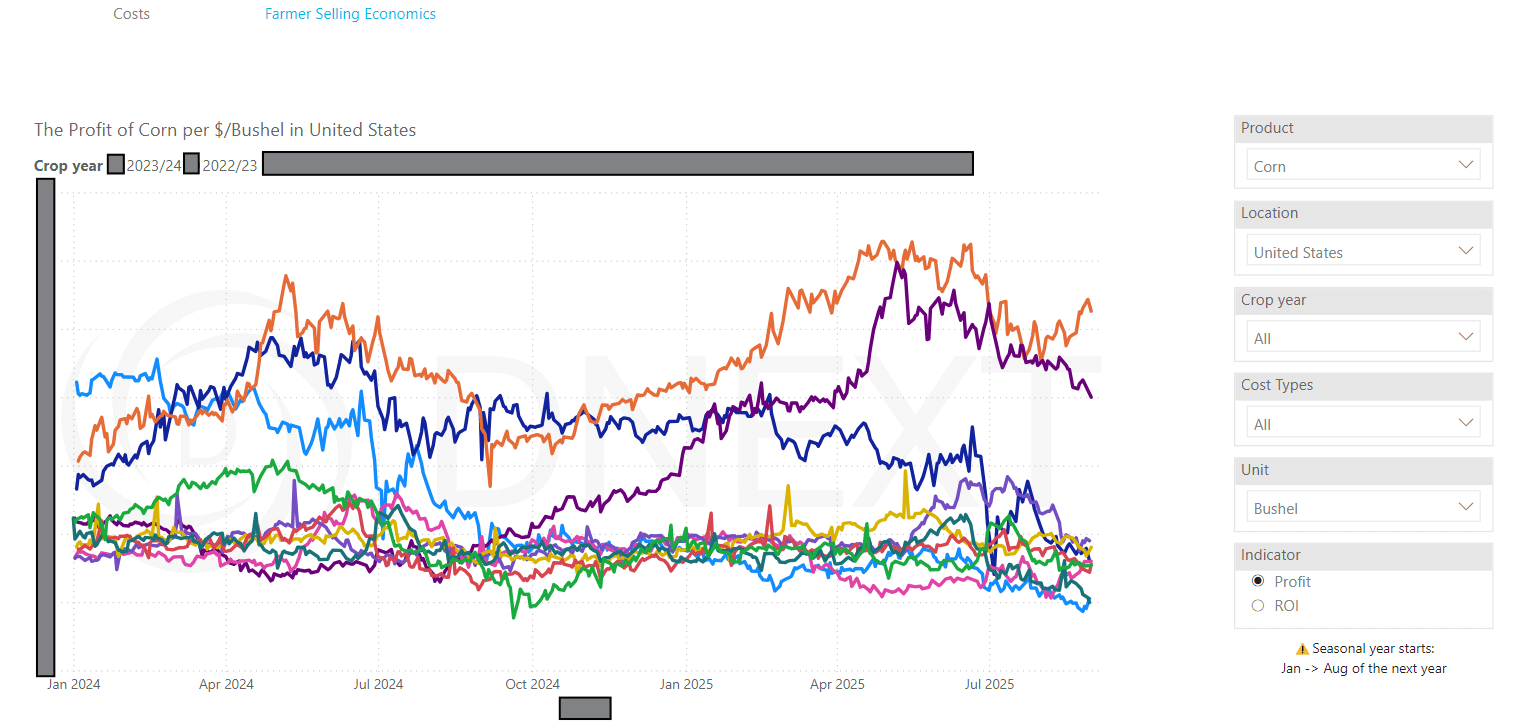 Costs Farmer Selling Economics
The Profit of Corn per $/Bushel in United States
Crop year 2023/24 2022/23
DNEXT
Jan 2024 Apr 2024 Jul 2024 Oct 2024 Jan 2025 Apr 2025 Jul 2025
Product
Corn
Location
United States
Crop year
All
Cost Types
All
Unit
Bushel
Indicator
Profit
ROI
Seasonal year starts:
Jan -> Aug of the next year